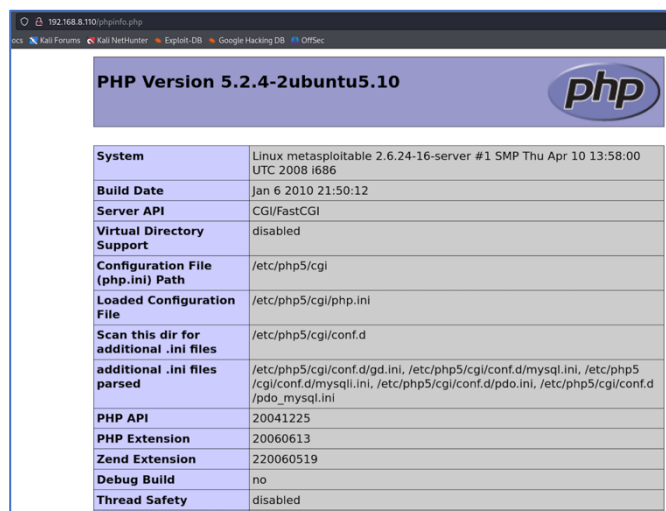 192.168.8.110/phpinfo.php
ocs Kali Forums Kali NetHunter Exploit-DB Google Hacking DB OffSec
PHP Version 5.2.4-2ubuntu5.10
php
System Linux metasploitable 2.6.24-16-server #1 SMP Thu Apr 10 13:58:00
UTC 2008 i686
Build Date Jan 6 2010 21:50:12
Server API CGI/FastCGI
Virtual Directory disabled
Support
Configuration File /etc/php5/cgi
(php.ini) Path
Loaded Configuration /etc/php5/cgi/php.ini
File
Scan this dir for /etc/php5/cgi/conf.d
additional .ini files
additional .ini files /etc/php5/cgi/conf.d/gd.ini, /etc/php5/cgi/conf.d/mysql.ini, /etc/php5
parsed /cgi/conf.d/mysqli.ini, /etc/php5/cgi/conf.d/pdo.ini, /etc/php5/cgi/conf.d
/pdo_mysql.ini
PHP API 20041225
PHP Extension 20060613
Zend Extension 220060519
Debug Build no
Thread Safety disabled